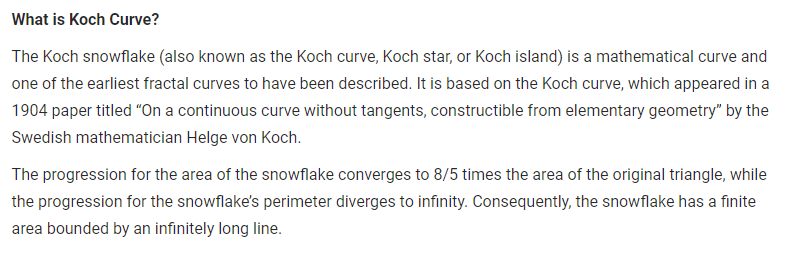 What is Koch Curve?
The Koch snowflake (also known as the Koch curve, Koch star, or Koch island) is a mathematical curve and
one of the earliest fractal curves to have been described. It is based on the Koch curve, which appeared in a
1904 paper titled “On a continuous curve without tangents, constructible from elementary geometry” by the
Swedish mathematician Helge von Koch.
The progression for the area of the snowflake converges to 8/5 times the area of the original triangle, while
the progression for the snowflake’s perimeter diverges to infinity. Consequently, the snowflake has a finite
area bounded by an infinitely long line.